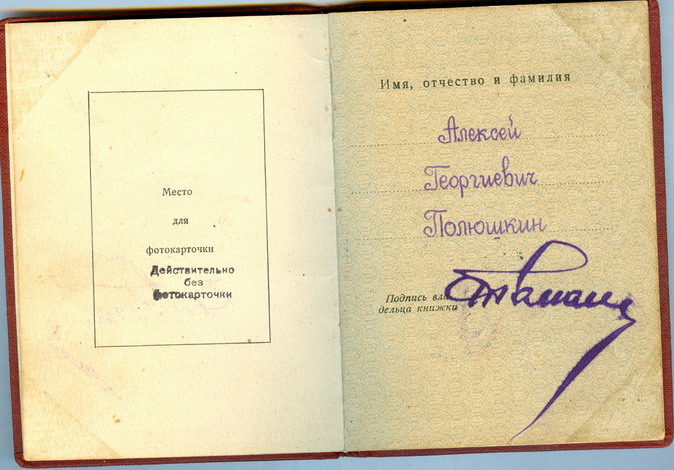 Место
для
фотокарточки
Действительно
без
фотокарточки
Имя, отчество и фамилия
Алексей
Георгиевич
Полюшкин
Подпись вла-
дельца книжки